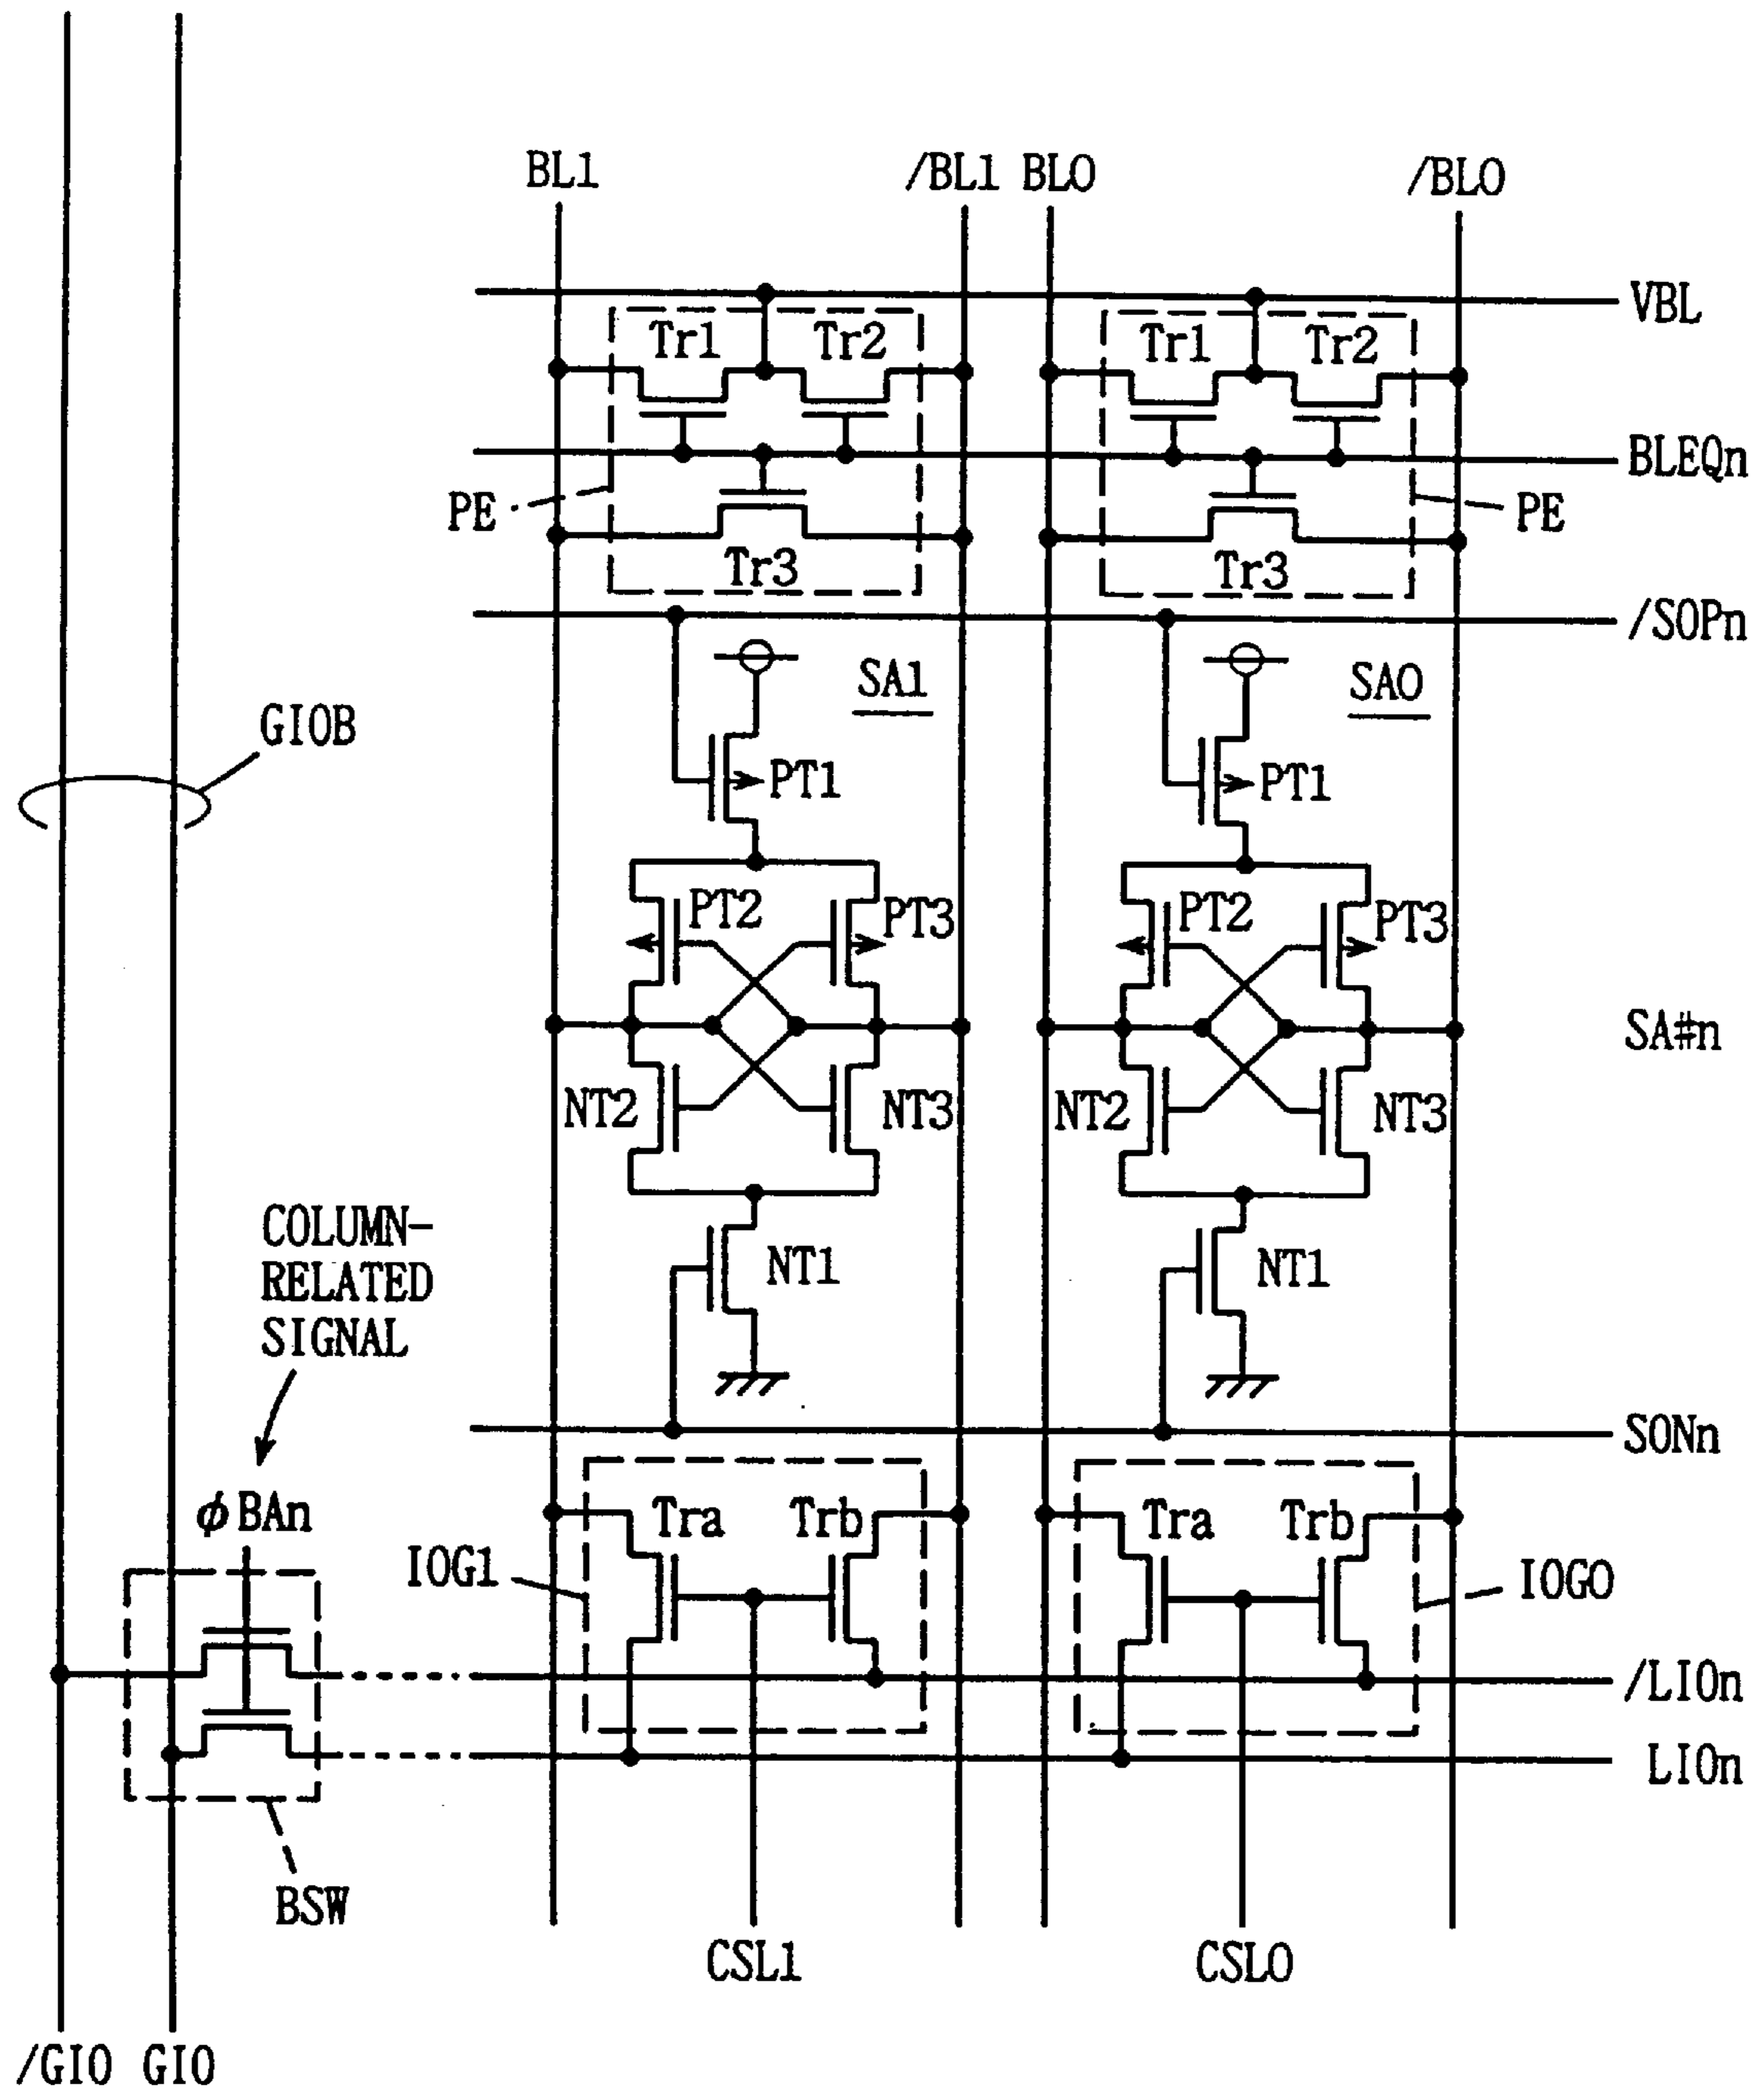 BL1 /BL1 BL0 /BL0
VBL
Tr1 Tr2 Tr1 Tr2
BLEQn
PE PE
Tr3 Tr3
/SOPn
SA1 SA0
GIOB
PT1 PT1
PT2 PT3 PT2 PT3
SA#n
NT2 NT3 NT2 NT3
COLUMN-
RELATED
SIGNAL
NT1 NT1
SONn
φBAn
Tra Trb Tra Trb
IOG1 IOG0
/LIOn
LIOn
BSW
CSL1 CSL0
/GIO GIO